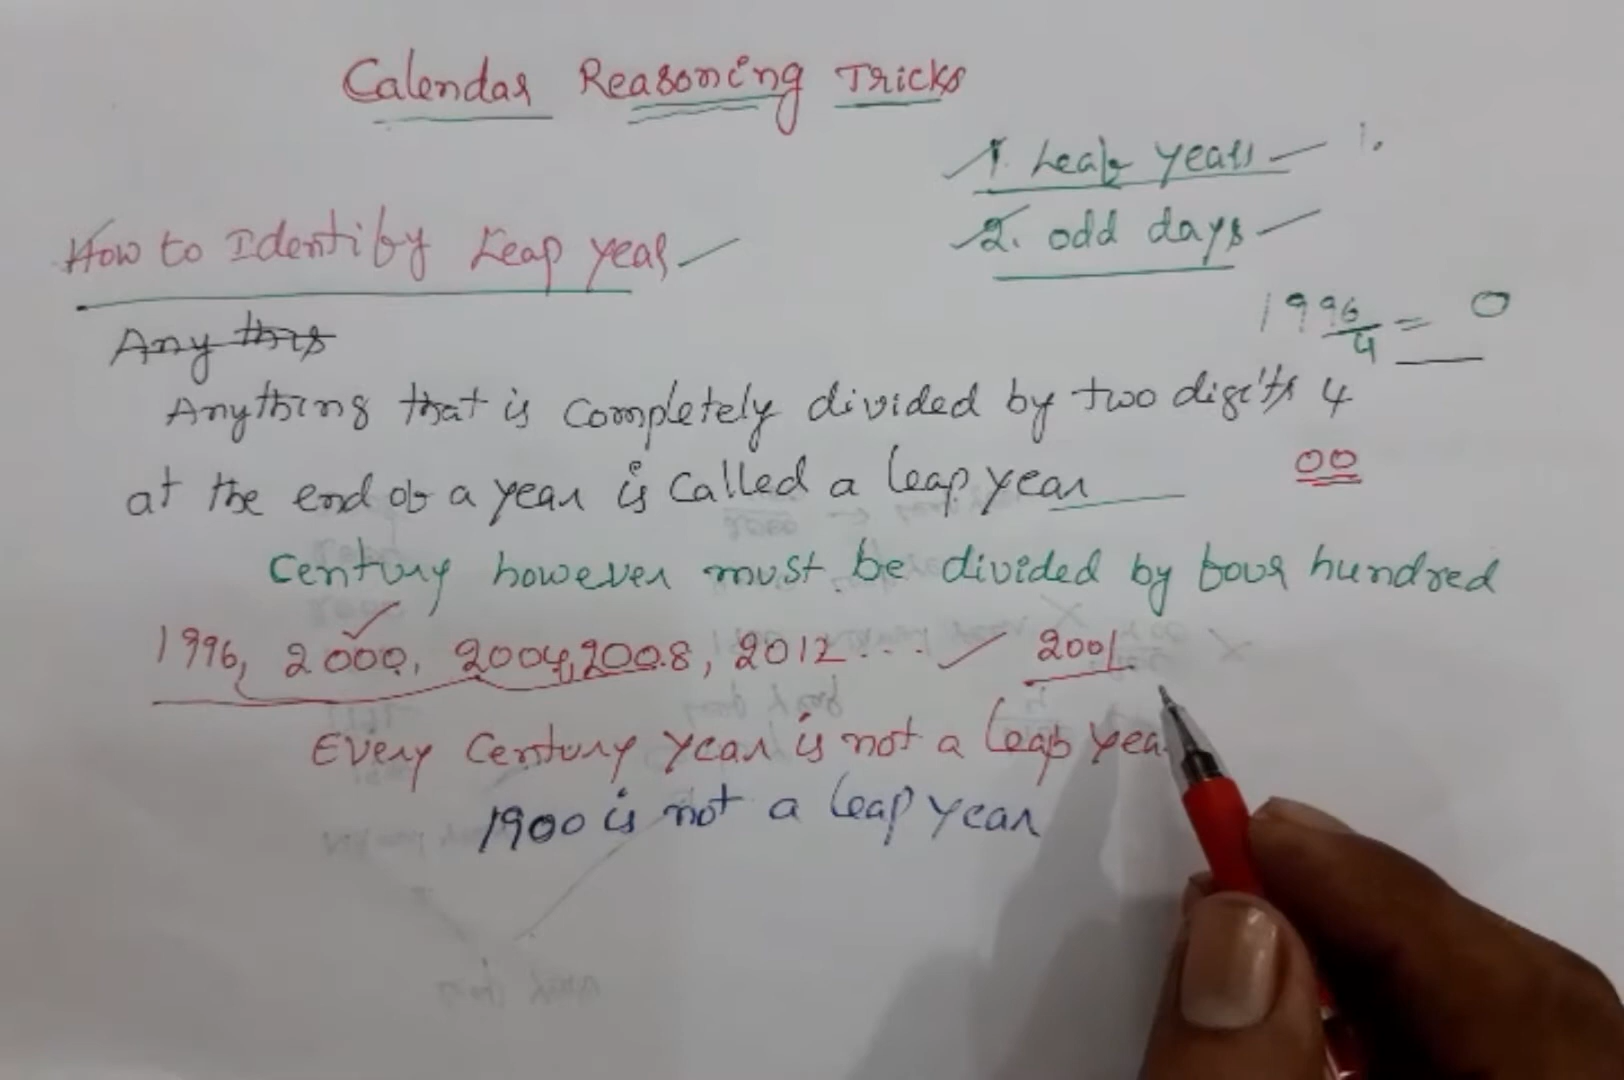 Calendar Reasoning Tricks
1. Leap years
2. odd days
How to Identify Leap year
1996/4 = 0
Any this
Anything that is completely divided by two digits 4
at the end of a year is called a leap year
00
Century however must be divided by four hundred
1996, 2000, 2004, 2008, 2012... 2001.
Every Century year is not a leap yea
1900 is not a leap year